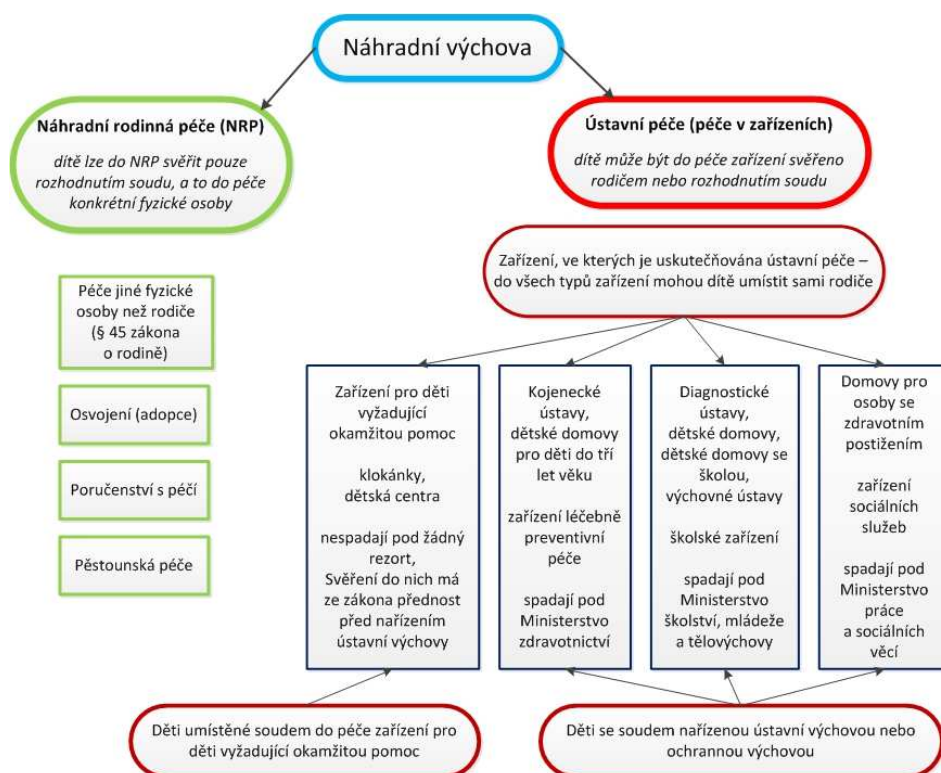 Náhradní výchova
Náhradní rodinná péče (NRP)
dítě lze do NRP svěřit pouze
rozhodnutím soudu, a to do péče
konkrétní fyzické osoby
Ústavní péče (péče v zařízeních)
dítě může být do péče zařízení svěřeno
rodičem nebo rozhodnutím soudu
Péče jiné fyzické
osoby než rodiče
(§ 45 zákona
o rodině)
Osvojení (adopce)
Poručenství s péčí
Pěstounská péče
Zařízení, ve kterých je uskutečňována ústavní péče –
do všech typů zařízení mohou dítě umístit sami rodiče
Zařízení pro děti
vyžadující
okamžitou pomoc
klokánky,
dětská centra
nespadají pod žádný
rezort,
Svěření do nich má
ze zákona přednost
před nařízením
ústavní výchovy
Kojenecké
ústavy,
dětské domovy
pro děti do tří
let věku
zařízení léčebně
preventivní
péče
spadají pod
Ministerstvo
zdravotnictví
Diagnostické
ústavy,
dětské domovy,
dětské domovy se
školou,
výchovné ústavy
školské zařízení
spadají pod
Ministerstvo
školství, mládeže
a tělovýchovy
Domovy pro
osoby se
zdravotním
postižením
zařízení
sociálních
služeb
spadají pod
Ministerstvo
práce
a sociálních
věcí
Děti umístěné soudem do péče zařízení pro
děti vyžadující okamžitou pomoc
Děti se soudem nařízenou ústavní výchovou nebo
ochrannou výchovou